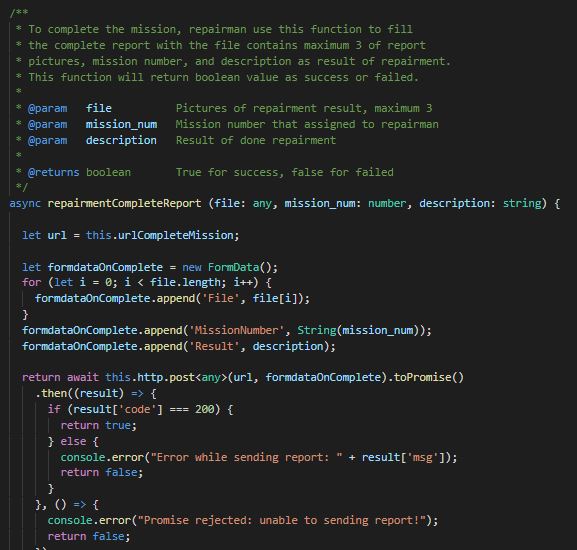 /**
 * To complete the mission, repairman use this function to fill
 * the complete report with the file contains maximum 3 of report
 * pictures, mission number, and description as result of repairment.
 * This function will return boolean value as success or failed.
 *
 * @param   file          Pictures of repairment result, maximum 3
 * @param   mission_num   Mission number that assigned to repairman
 * @param   description   Result of done repairment
 *
 * @returns boolean       True for success, false for failed
 */
async repairmentCompleteReport (file: any, mission_num: number, description: string) {
  let url = this.urlCompleteMission;
  let formdataOnComplete = new FormData();
  for (let i = 0; i < file.length; i++) {
    formdataOnComplete.append('File', file[i]);
  }
  formdataOnComplete.append('MissionNumber', String(mission_num));
  formdataOnComplete.append('Result', description);
  return await this.http.post<any>(url, formdataOnComplete).toPromise()
    .then((result) => {
      if (result['code'] === 200) {
        return true;
      } else {
        console.error("Error while sending report: " + result['msg']);
        return false;
      }
    }, () => {
      console.error("Promise rejected: unable to sending report!");
      return false;